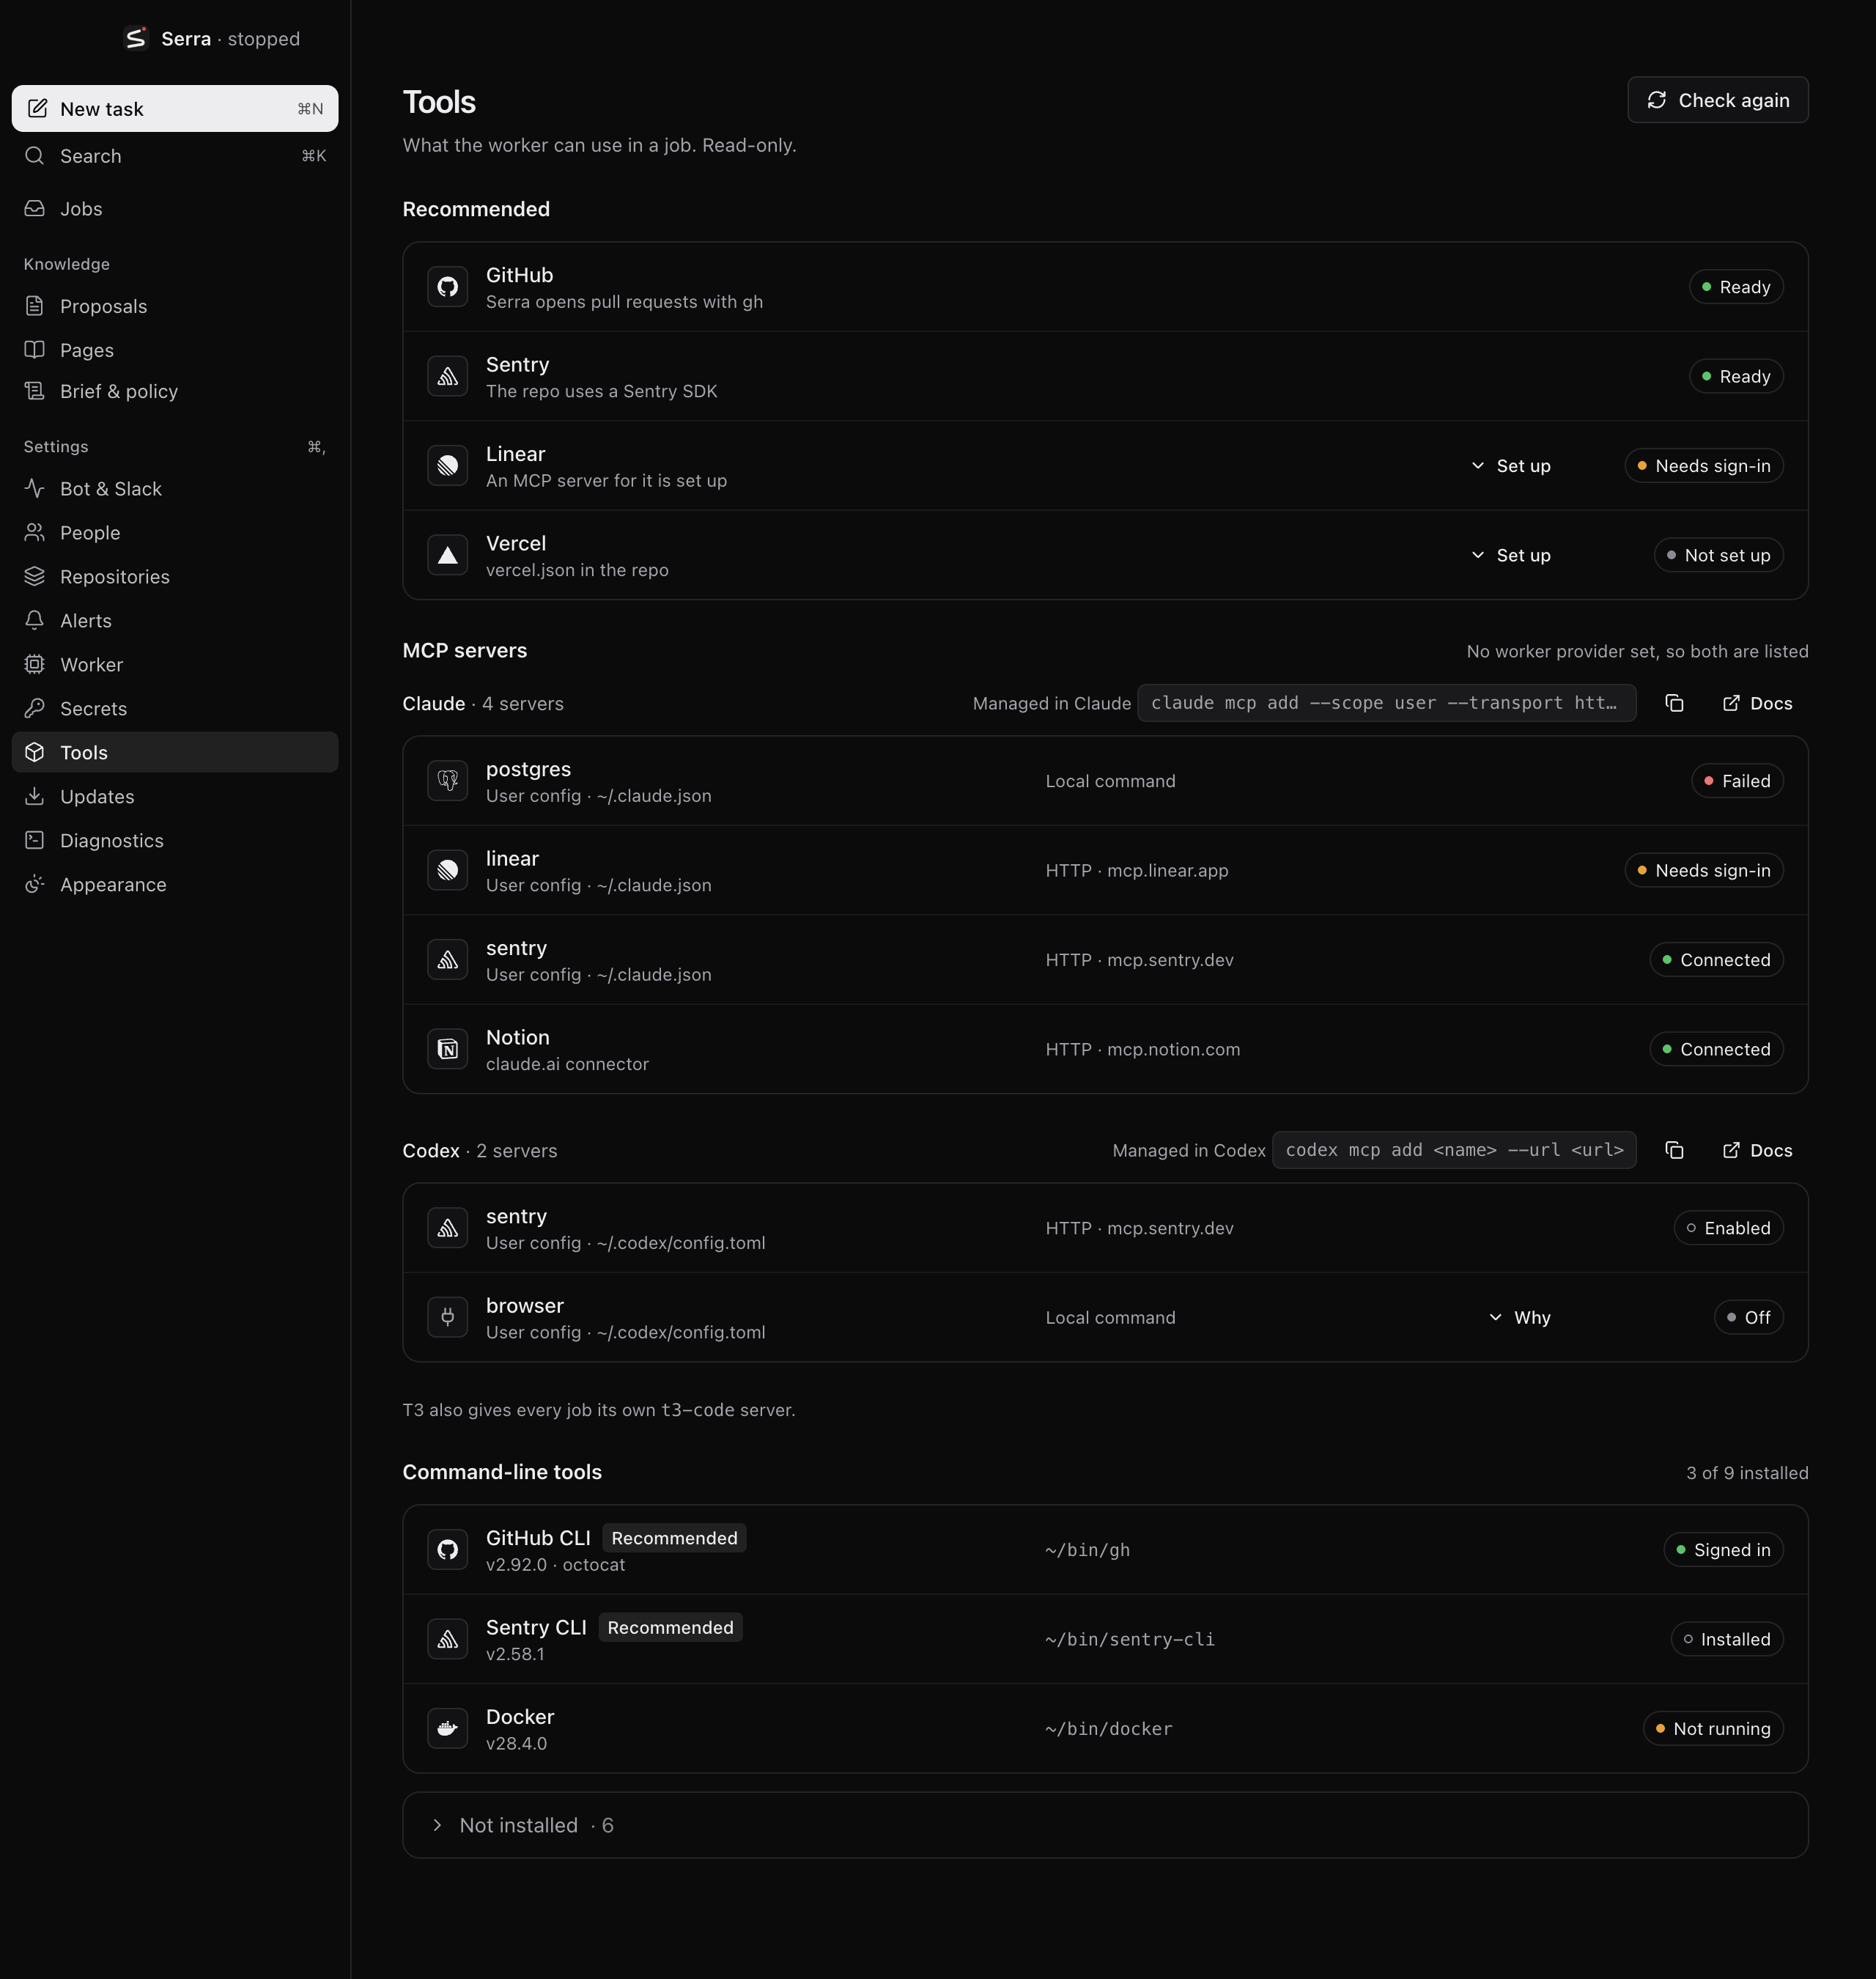 Serra · stopped
New task ⌘N
Search ⌘K
Jobs
Knowledge
Proposals
Pages
Brief & policy
Settings ⌘,
Bot & Slack
People
Repositories
Alerts
Worker
Secrets
Tools
Updates
Diagnostics
Appearance
Tools
Check again
What the worker can use in a job. Read-only.
Recommended
GitHub
Serra opens pull requests with gh
Ready
Sentry
The repo uses a Sentry SDK
Ready
Linear
An MCP server for it is set up
Set up
Needs sign-in
Vercel
vercel.json in the repo
Set up
Not set up
MCP servers
No worker provider set, so both are listed
Claude · 4 servers
Managed in Claude claude mcp add --scope user --transport htt…
Docs
postgres
User config · ~/.claude.json
Local command
Failed
linear
User config · ~/.claude.json
HTTP · mcp.linear.app
Needs sign-in
sentry
User config · ~/.claude.json
HTTP · mcp.sentry.dev
Connected
Notion
claude.ai connector
HTTP · mcp.notion.com
Connected
Codex · 2 servers
Managed in Codex codex mcp add <name> --url <url>
Docs
sentry
User config · ~/.codex/config.toml
HTTP · mcp.sentry.dev
Enabled
browser
User config · ~/.codex/config.toml
Local command
Why
Off
T3 also gives every job its own t3-code server.
Command-line tools
3 of 9 installed
GitHub CLI Recommended
v2.92.0 · octocat
~/bin/gh
Signed in
Sentry CLI Recommended
v2.58.1
~/bin/sentry-cli
Installed
Docker
v28.4.0
~/bin/docker
Not running
Not installed · 6